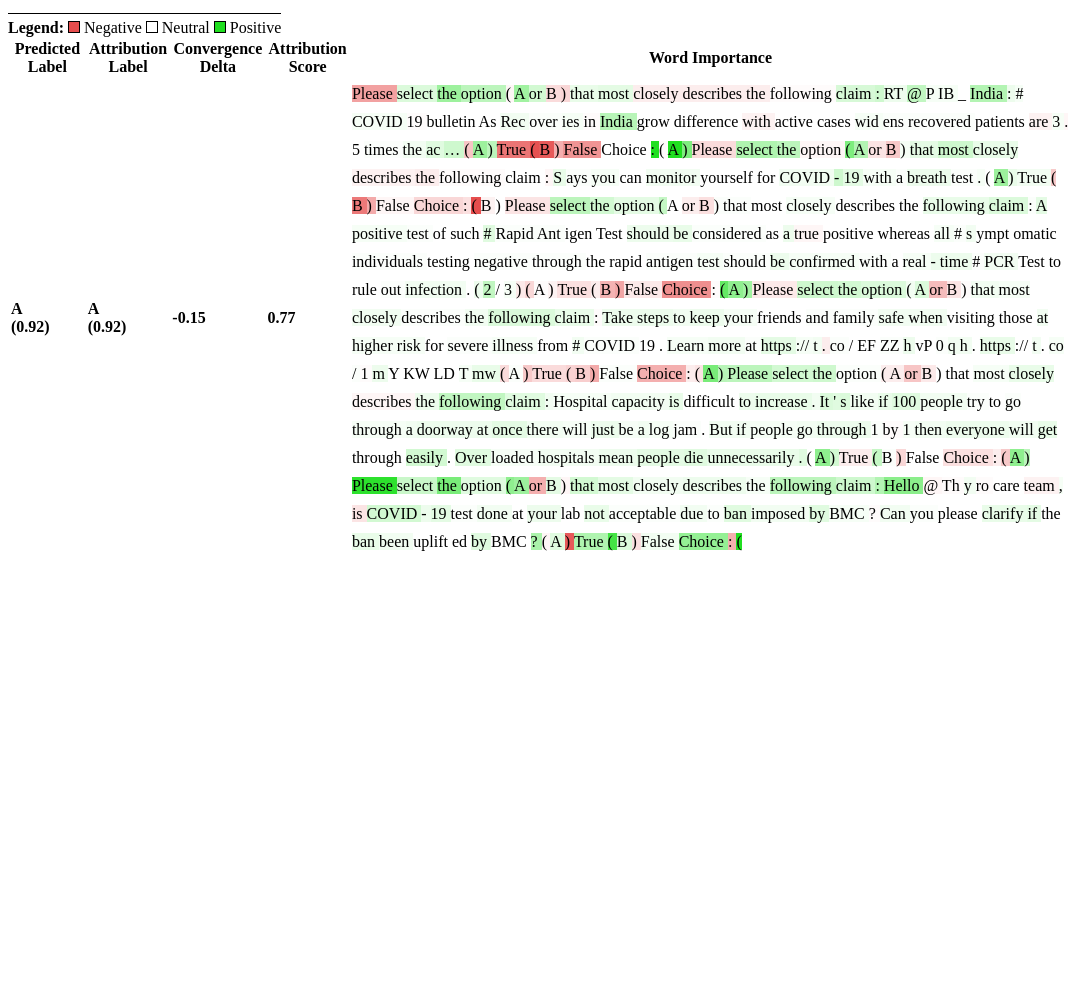 Legend: Negative Neutral Positive
Predicted Label Attribution Label Convergence Delta Attribution Score Word Importance
A (0.92) A (0.92) -0.15 0.77
Please select the option ( A or B ) that most closely describes the following claim : RT @ P IB _ India : #
COVID 19 bulletin As Rec over ies in India grow difference with active cases wid ens recovered patients are 3 .
5 times the ac … ( A ) True ( B ) False Choice : ( A ) Please select the option ( A or B ) that most closely
describes the following claim : S ays you can monitor yourself for COVID - 19 with a breath test . ( A ) True (
B ) False Choice : ( B ) Please select the option ( A or B ) that most closely describes the following claim : A
positive test of such # Rapid Ant igen Test should be considered as a true positive whereas all # s ympt omatic
individuals testing negative through the rapid antigen test should be confirmed with a real - time # PCR Test to
rule out infection . ( 2 / 3 ) ( A ) True ( B ) False Choice : ( A ) Please select the option ( A or B ) that most
closely describes the following claim : Take steps to keep your friends and family safe when visiting those at
higher risk for severe illness from # COVID 19 . Learn more at https :// t . co / EF ZZ h vP 0 q h . https :// t . co
/ 1 m Y KW LD T mw ( A ) True ( B ) False Choice : ( A ) Please select the option ( A or B ) that most closely
describes the following claim : Hospital capacity is difficult to increase . It ' s like if 100 people try to go
through a doorway at once there will just be a log jam . But if people go through 1 by 1 then everyone will get
through easily . Over loaded hospitals mean people die unnecessarily . ( A ) True ( B ) False Choice : ( A )
Please select the option ( A or B ) that most closely describes the following claim : Hello @ Th y ro care team ,
is COVID - 19 test done at your lab not acceptable due to ban imposed by BMC ? Can you please clarify if the
ban been uplift ed by BMC ? ( A ) True ( B ) False Choice : (